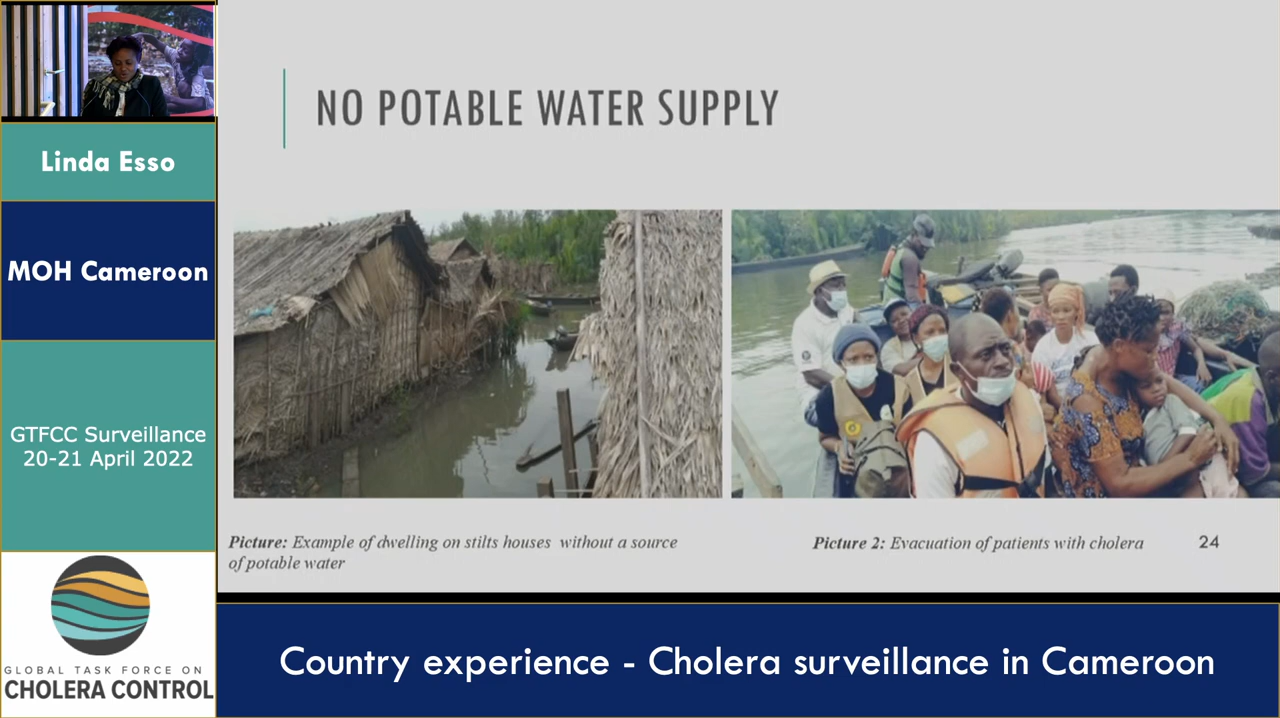 Linda Esso
MOH Cameroon
GTFCC Surveillance
20-21 April 2022
GLOBAL TASK FORCE ON
CHOLERA CONTROL
NO POTABLE WATER SUPPLY
Picture: Example of dwelling on stilts houses without a source
of potable water
Picture 2: Evacuation of patients with cholera
24
Country experience - Cholera surveillance in Cameroon